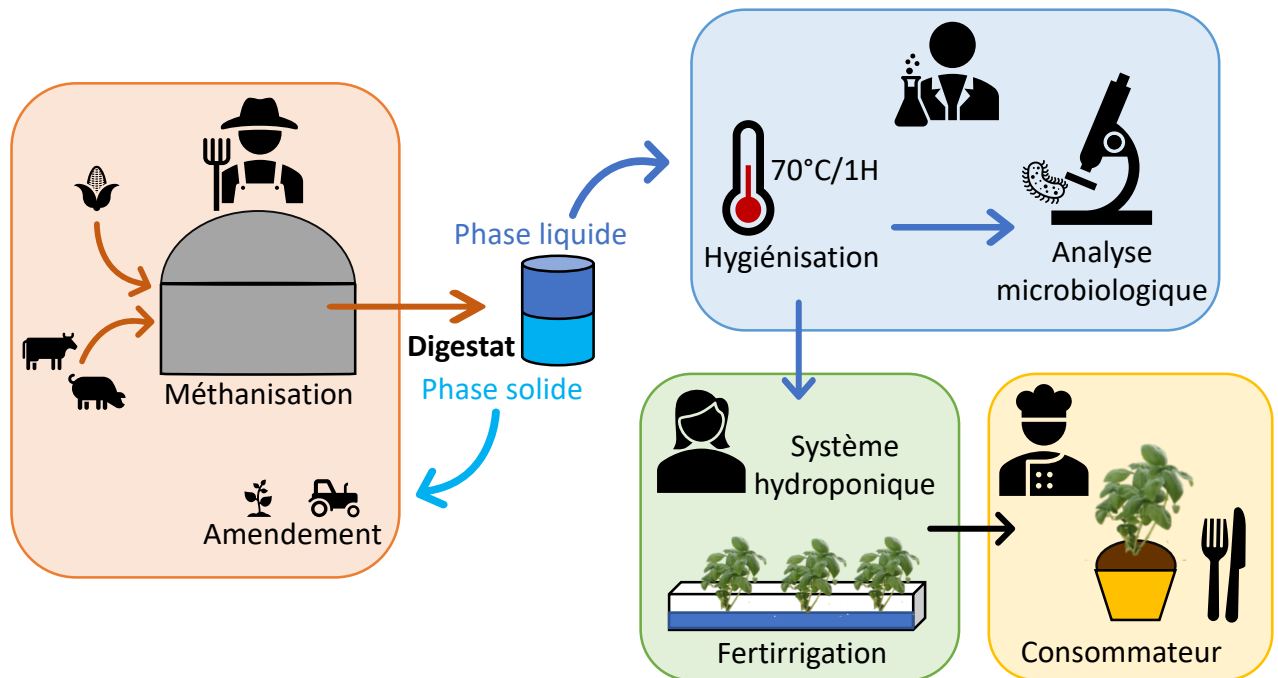 Méthanisation
Amendement
Phase liquide
Digestat
Phase solide
70°C/1H
Hygiénisation
Analyse
microbiologique
Système
hydroponique
Fertirrigation
Consommateur